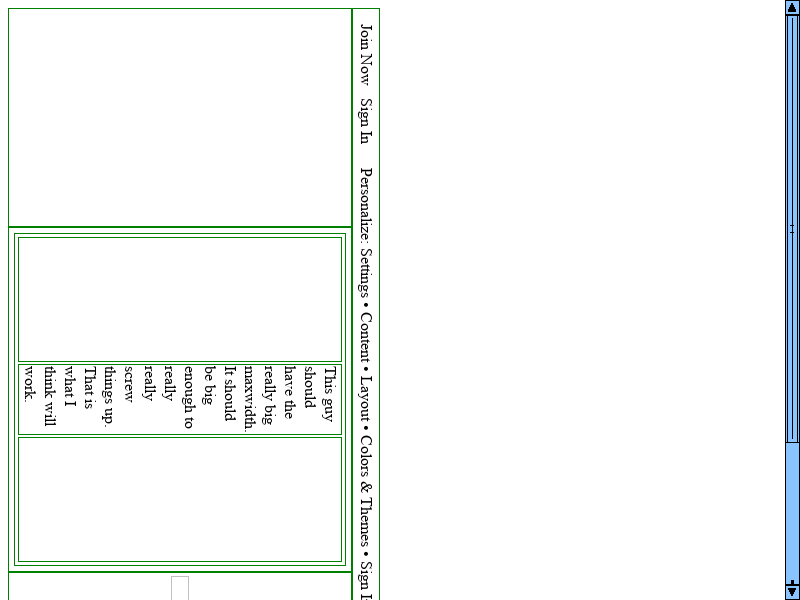 Join Now Sign In Personalize: Settings • Content • Layout • Colors & Themes • Sign
This guy
should
have the
really big
maxwidth.
It should
be big
enough to
really
really
screw
things up.
That is
what I
think will
work.